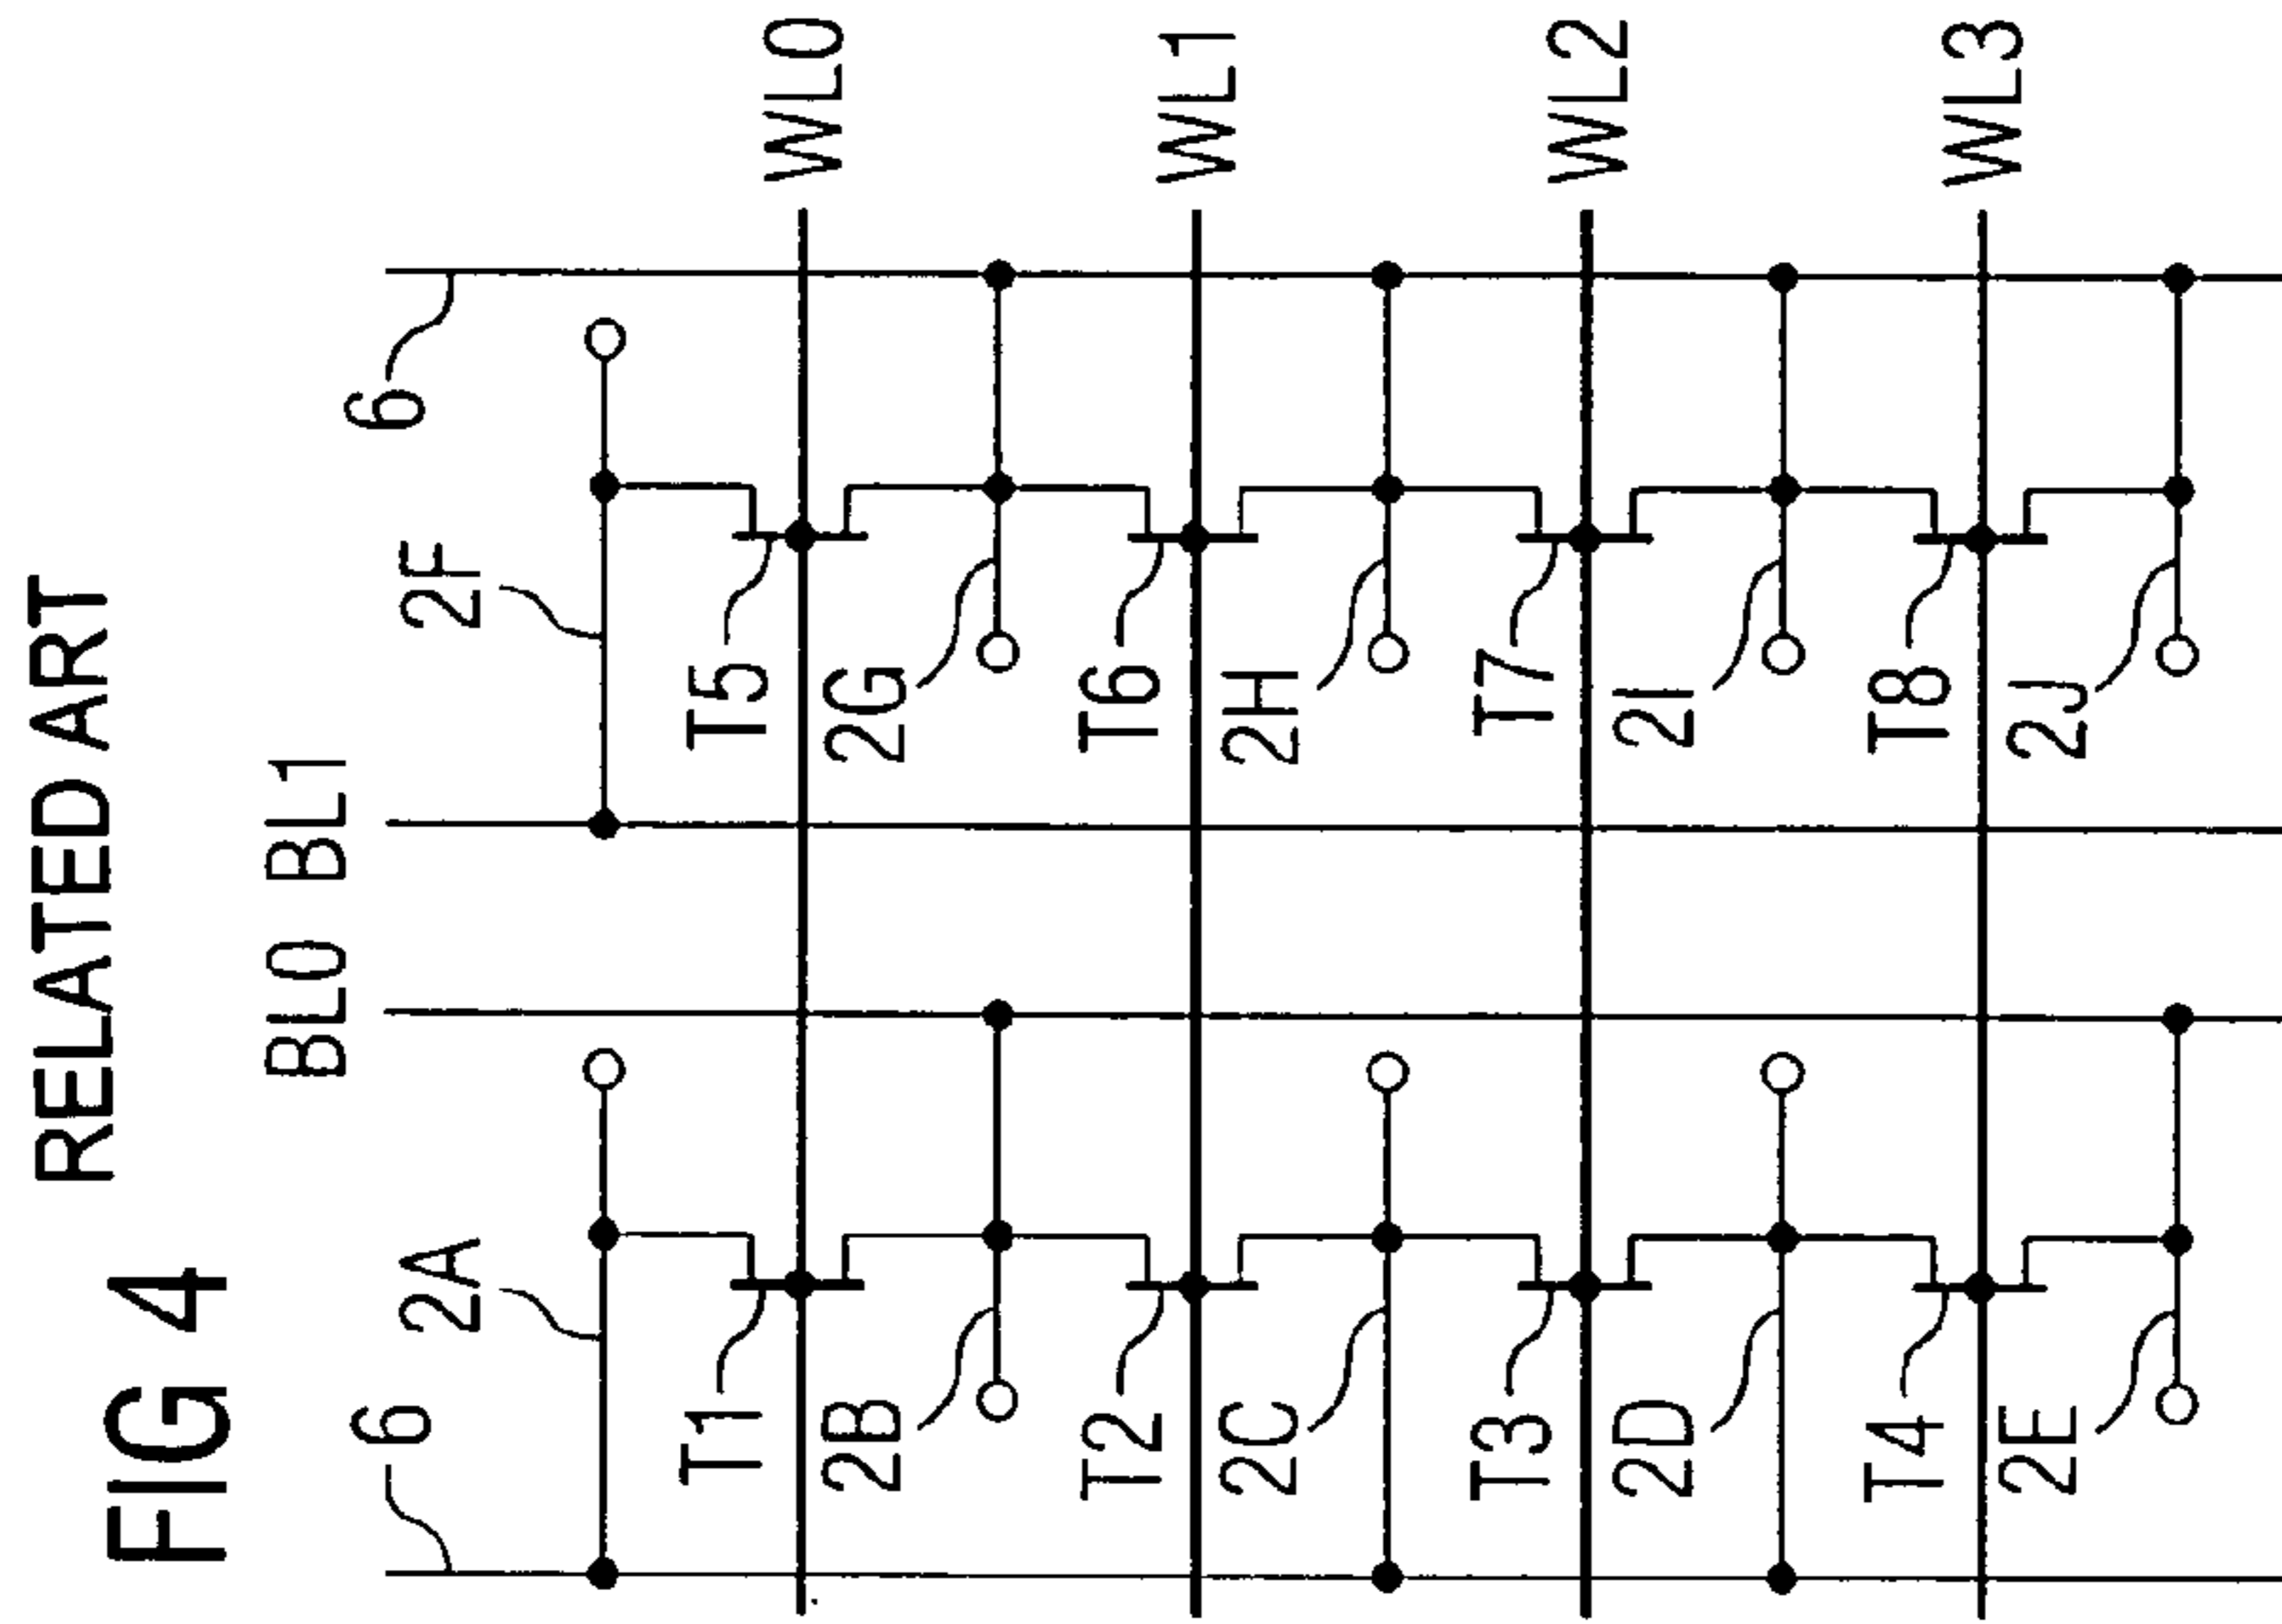 FIG 4
RELATED ART
BL0 BL1
6
6
2A
2F
T1
T5
WL0
2B
2G
T2
T6
WL1
2C
2H
T3
T7
WL2
2D
2I
T4
T8
WL3
2E
2J